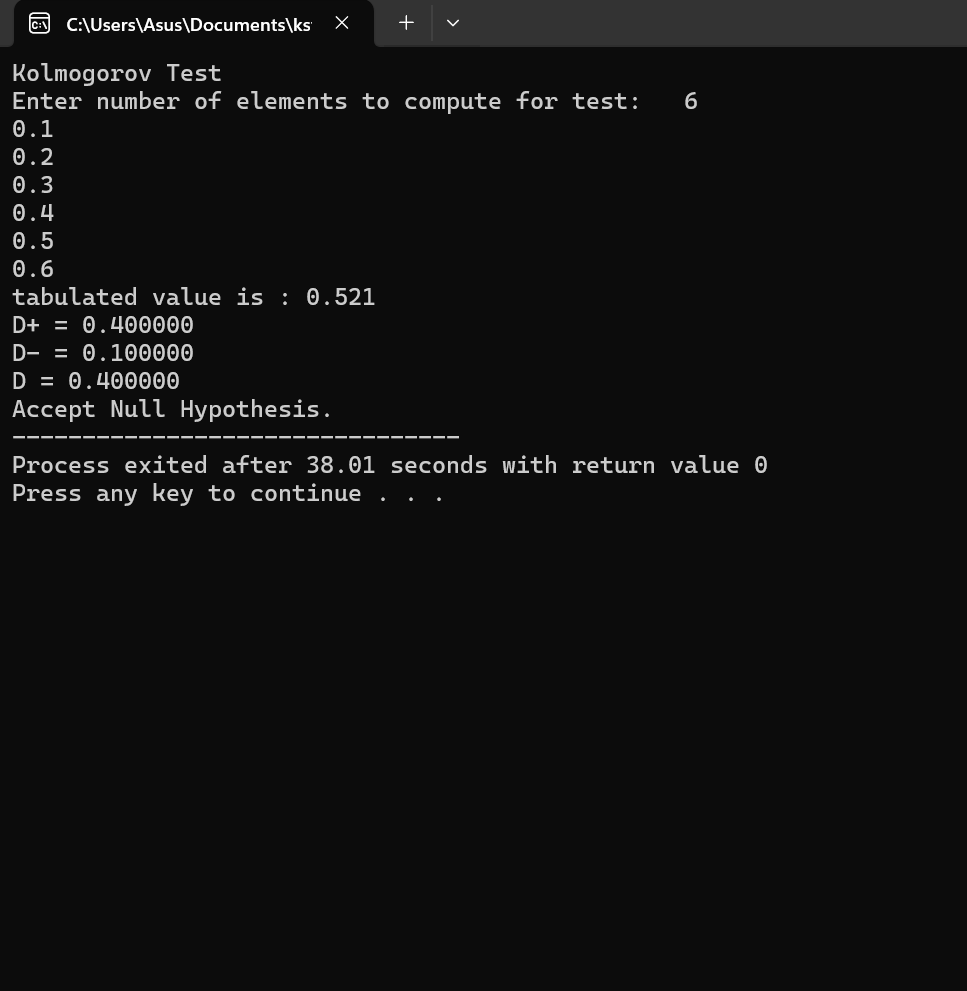 C:\Users\Asus\Documents\ks
Kolmogorov Test
Enter number of elements to compute for test:   6
0.1
0.2
0.3
0.4
0.5
0.6
tabulated value is : 0.521
D+ = 0.400000
D- = 0.100000
D = 0.400000
Accept Null Hypothesis.
--------------------------------
Process exited after 38.01 seconds with return value 0
Press any key to continue . . .